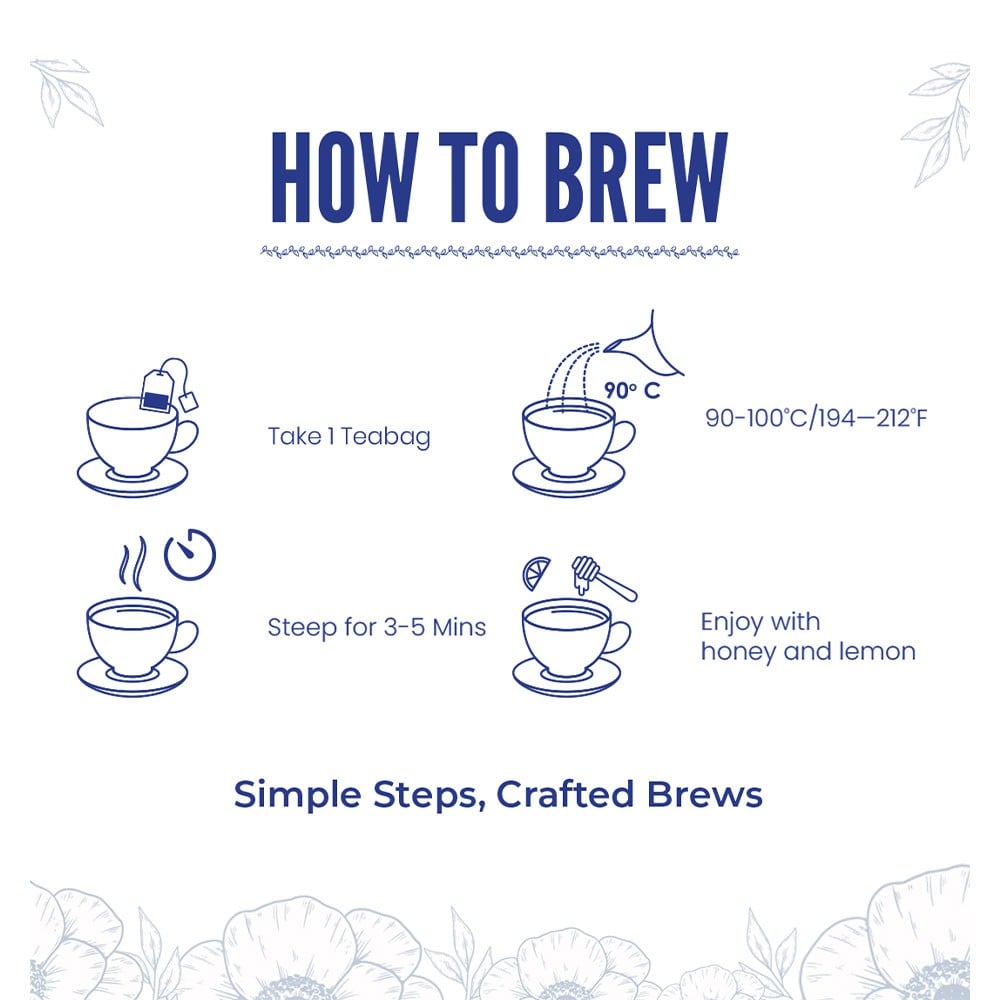 HOW TO BREW
Take 1 Teabag
90° C
90-100°C/194—212°F
Steep for 3-5 Mins
Enjoy with
honey and lemon
Simple Steps, Crafted Brews